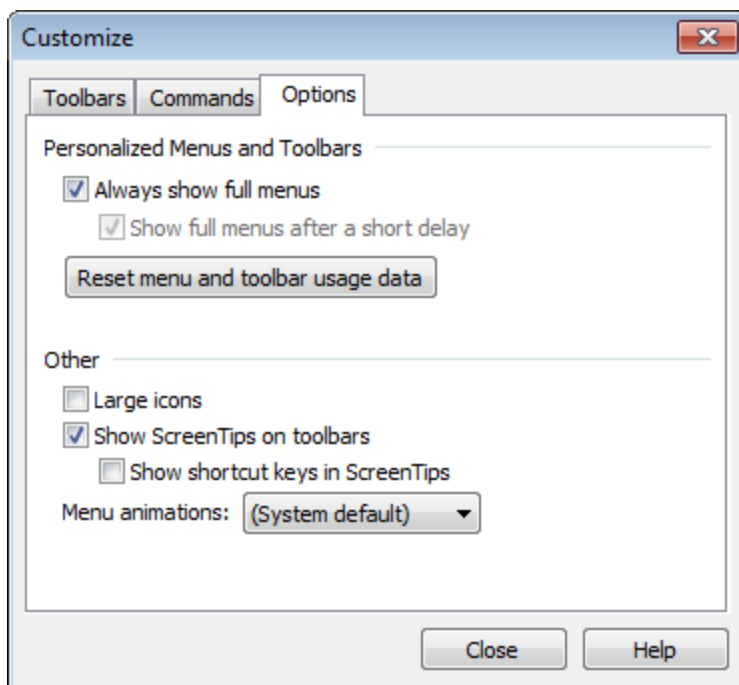 Customize
Toolbars Commands Options
Personalized Menus and Toolbars
Always show full menus
Show full menus after a short delay
Reset menu and toolbar usage data
Other
Large icons
Show ScreenTips on toolbars
Show shortcut keys in ScreenTips
Menu animations: (System default)
Close Help